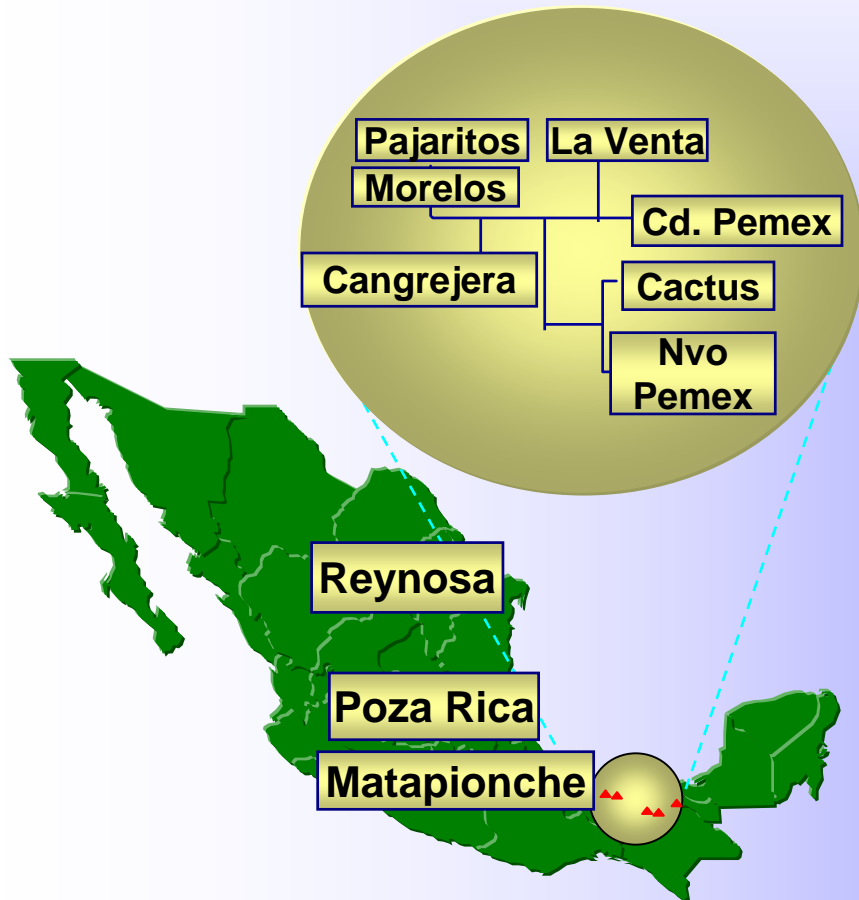 Pajaritos
La Venta
Morelos
Cd. Pemex
Cangrejera
Cactus
Nvo
Pemex
Reynosa
Poza Rica
Matapionche